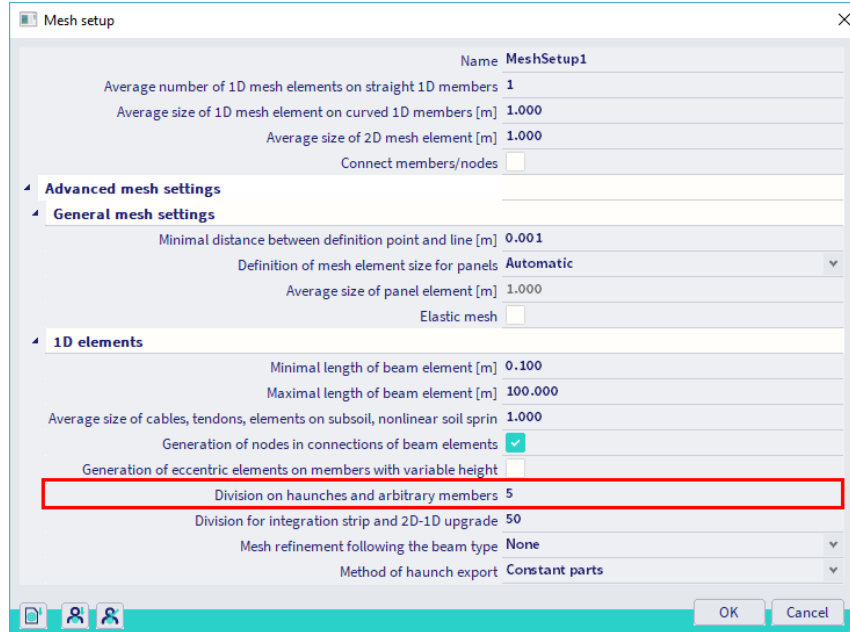 Mesh setup
Name MeshSetup1
Average number of 1D mesh elements on straight 1D members 1
Average size of 1D mesh element on curved 1D members [m] 1.000
Average size of 2D mesh element [m] 1.000
Connect members/nodes
Advanced mesh settings
General mesh settings
Minimal distance between definition point and line [m] 0.001
Definition of mesh element size for panels Automatic
Average size of panel element [m] 1.000
Elastic mesh
1D elements
Minimal length of beam element [m] 0.100
Maximal length of beam element [m] 100.000
Average size of cables, tendons, elements on subsoil, nonlinear soil sprin 1.000
Generation of nodes in connections of beam elements
Generation of eccentric elements on members with variable height
Division on haunches and arbitrary members 5
Division for integration strip and 2D-1D upgrade 50
Mesh refinement following the beam type None
Method of haunch export Constant parts
OK Cancel